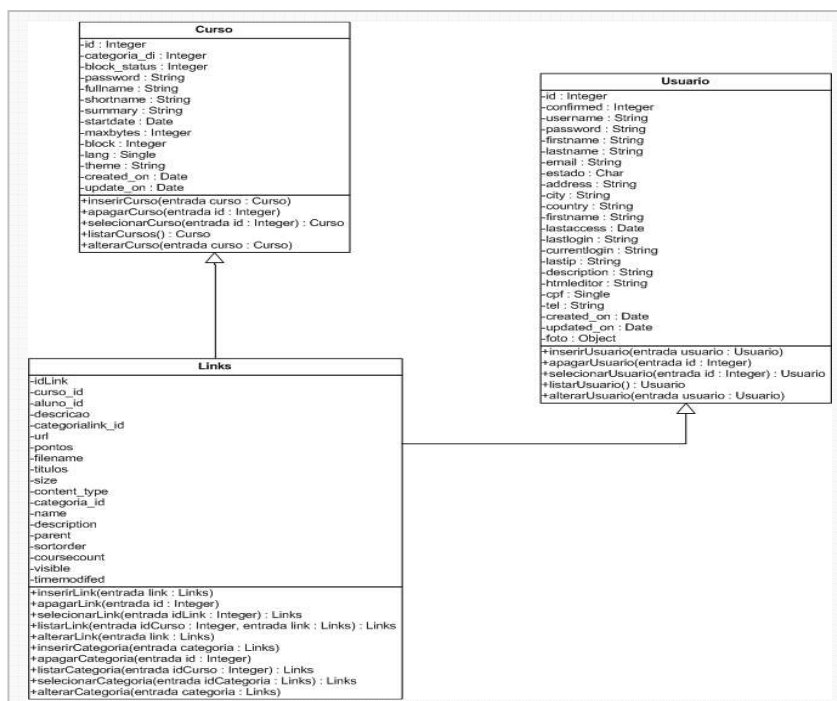 Curso
-id : Integer
-categoria_di : Integer
-block_status : Integer
-password : String
-fullname : String
-shortname : String
-summary : String
-startdate : Date
-maxbytes : Integer
-block : Integer
-lang : Single
-theme : String
-created_on : Date
-update_on : Date
+inserirCurso(entrada curso : Curso)
+apagarCurso(entrada id : Integer)
+selecionarCurso(entrada id : Integer) : Curso
+listarCursos() : Curso
+alterarCurso(entrada curso : Curso)
Usuario
-id : Integer
-confirmed : Integer
-username : String
-password : String
-firstname : String
-lastname : String
-email : String
-estado : Char
-address : String
-city : String
-country : String
-firstname : String
-lastaccess : Date
-lastlogin : String
-currentlogin : String
-lastip : String
-description : String
-htmleditor : String
-cpf : Single
-tel : String
-created_on : Date
-updated_on : Date
-foto : Object
+inserirUsuario(entrada usuario : Usuario)
+apagarUsuario(entrada id : Integer)
+selecionarUsuario(entrada id : Integer) : Usuario
+listarUsuario() : Usuario
+alterarUsuario(entrada usuario : Usuario)
Links
-idLink
-curso_id
-aluno_id
-descricao
-categorialink_id
-url
-pontos
-filename
-titulos
-size
-content_type
-categoria_id
-name
-description
-parent
-sortorder
-coursecount
-visible
-timemodifed
+inserirLink(entrada link : Links)
+apagarLink(entrada id : Integer)
+selecionarLink(entrada idLink : Integer) : Links
+listarLink(entrada idCurso : Integer, entrada link : Links) : Links
+alterarLink(entrada link : Links)
+inserirCategoria(entrada categoria : Links)
+apagarCategoria(entrada id : Integer)
+listarCategoria(entrada idCurso : Integer) : Links
+selecionarCategoria(entrada idCategoria : Links) : Links
+alterarCategoria(entrada categoria : Links)